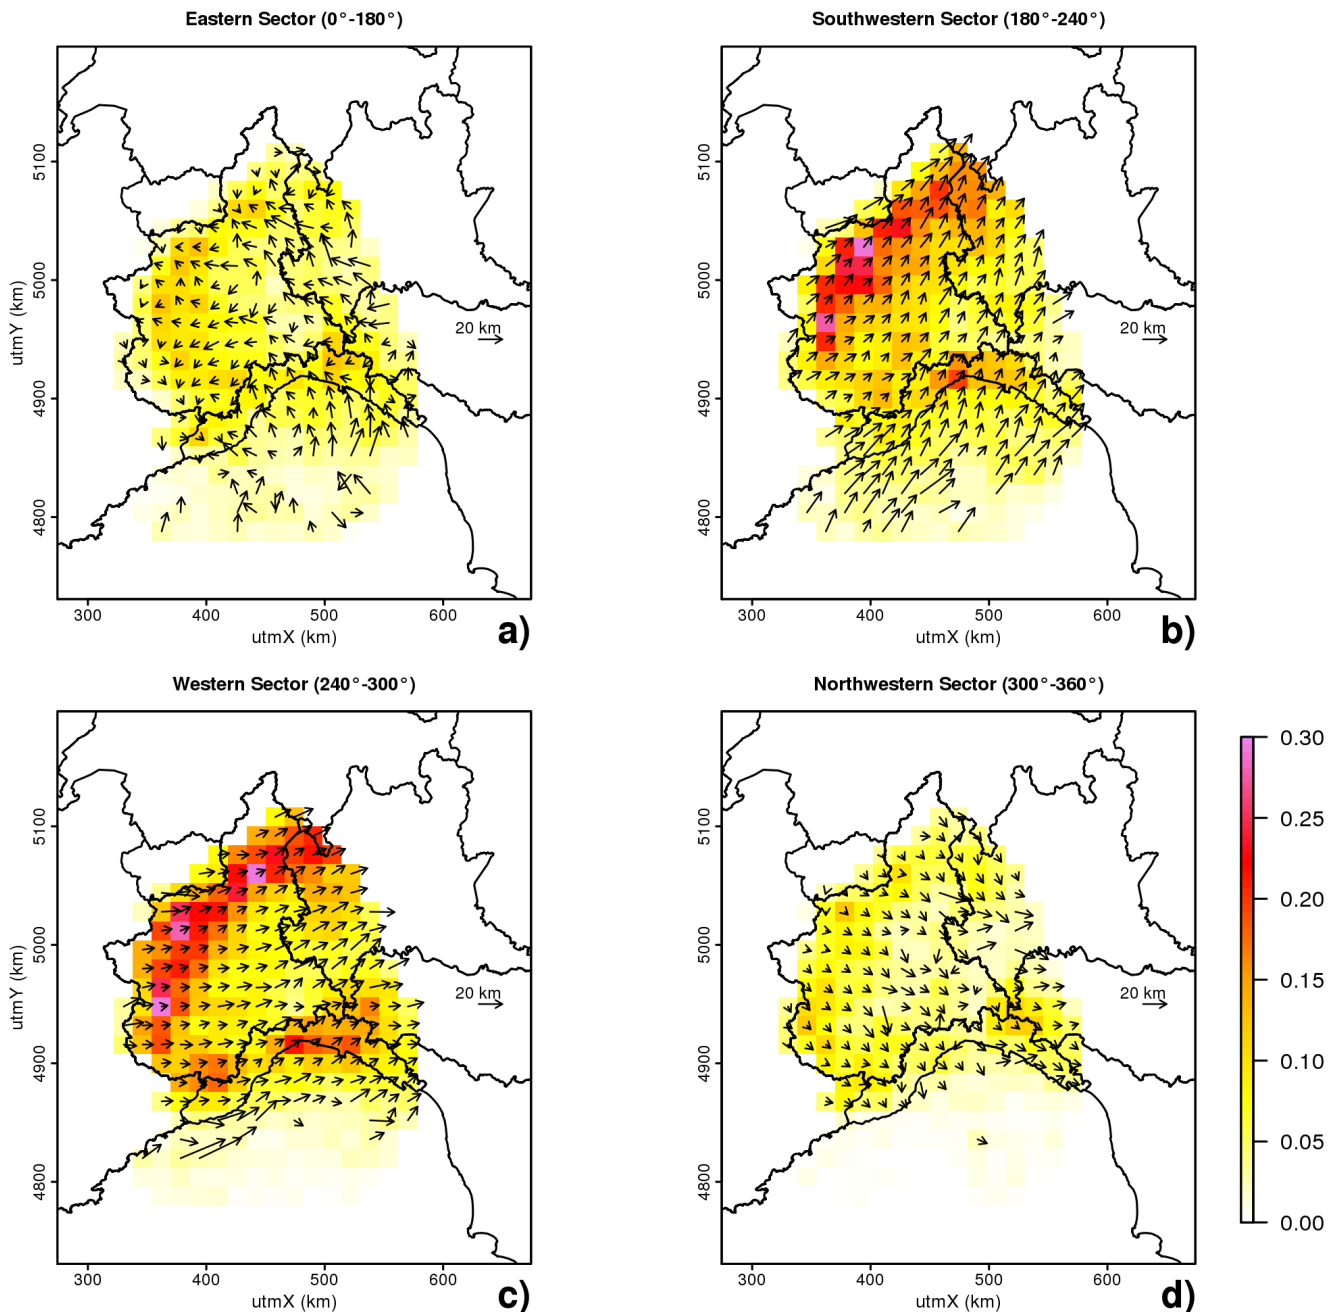 Eastern Sector (0°-180°)
5100
5000
4900
4800
utmY (km)
20 km
300 400 500 600
utmX (km)
a)
Southwestern Sector (180°-240°)
5100
5000
4900
4800
20 km
300 400 500 600
utmX (km)
b)
Western Sector (240°-300°)
5100
5000
4900
4800
utmY (km)
20 km
300 400 500 600
utmX (km)
c)
Northwestern Sector (300°-360°)
5100
5000
4900
4800
20 km
300 400 500 600
utmX (km)
d)
0.30
0.25
0.20
0.15
0.10
0.05
0.00